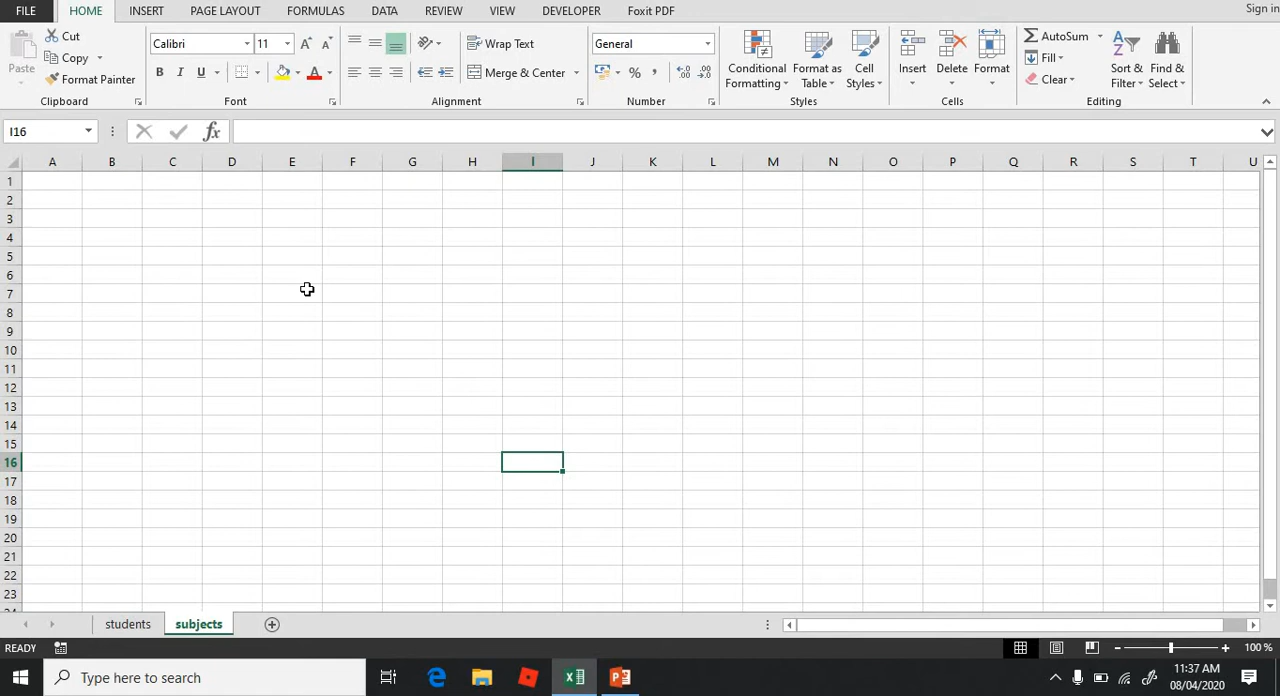 FILE HOME INSERT PAGE LAYOUT FORMULAS DATA REVIEW VIEW DEVELOPER Foxit PDF Sign in
Paste
Cut
Copy
Format Painter
Clipboard
Calibri 11
B I U A
Font
Wrap Text
Merge & Center
Alignment
General
%
Number
Conditional Formatting
Format as Table
Cell Styles
Styles
Insert
Delete
Format
Cells
AutoSum
Fill
Clear
Sort & Filter
Find & Select
Editing
I16
fx
A B C D E F G H I J K L M N O P Q R S T U
1
2
3
4
5
6
7
8
9
10
11
12
13
14
15
16
17
18
19
20
21
22
23
24
students subjects
READY
100 %
Type here to search
11:37 AM
08/04/2020